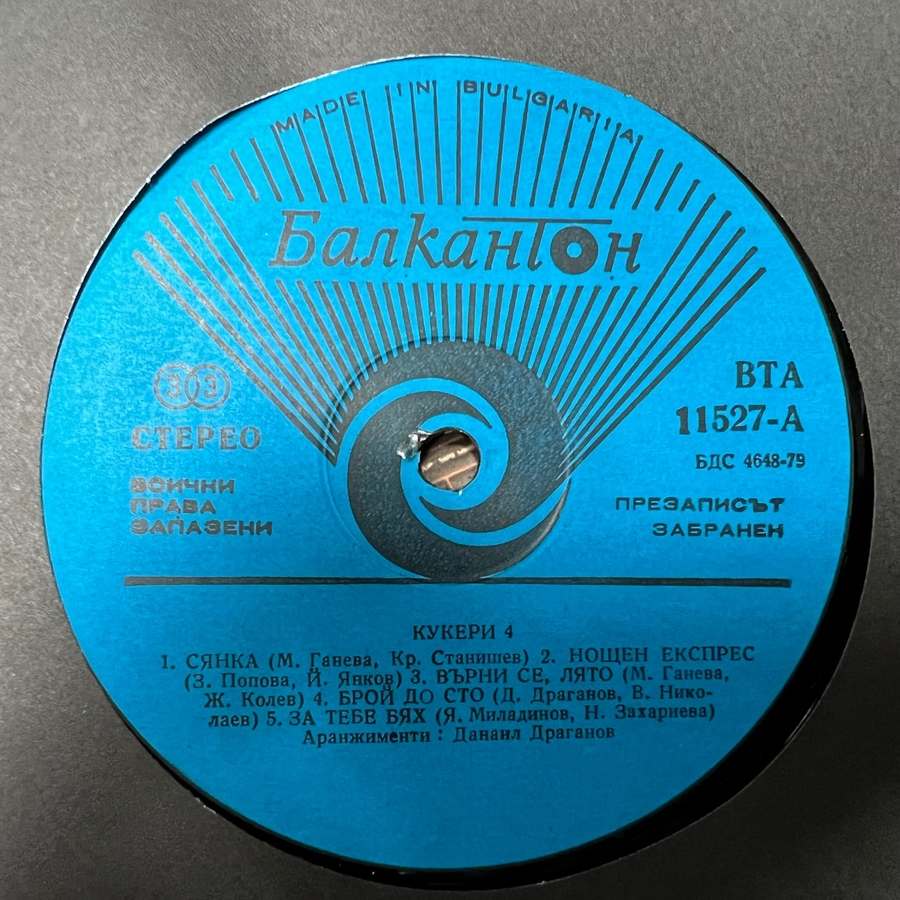 MADE IN BULGARIA
Балкантон
33
СТЕРЕО
ВСИЧКИ
ПРАВА
ЗАПАЗЕНИ
ВТА
11527-А
БДС 4648-79
ПРЕЗАПИСЪТ
ЗАБРАНЕН
КУКЕРИ 4
1. СЯНКА (М. Ганева, Кр. Станишев) 2. НОЩЕН ЕКСПРЕС
(З. Попова, Й. Янков) 3. ВЪРНИ СЕ, ЛЯТО (М. Ганева,
Ж. Колев) 4. БРОЙ ДО СТО (Д. Драганов, В. Нико-
лаев) 5. ЗА ТЕБЕ БЯХ (Я. Миладинов, Н. Захариева)
Аранжименти : Данаил Драганов